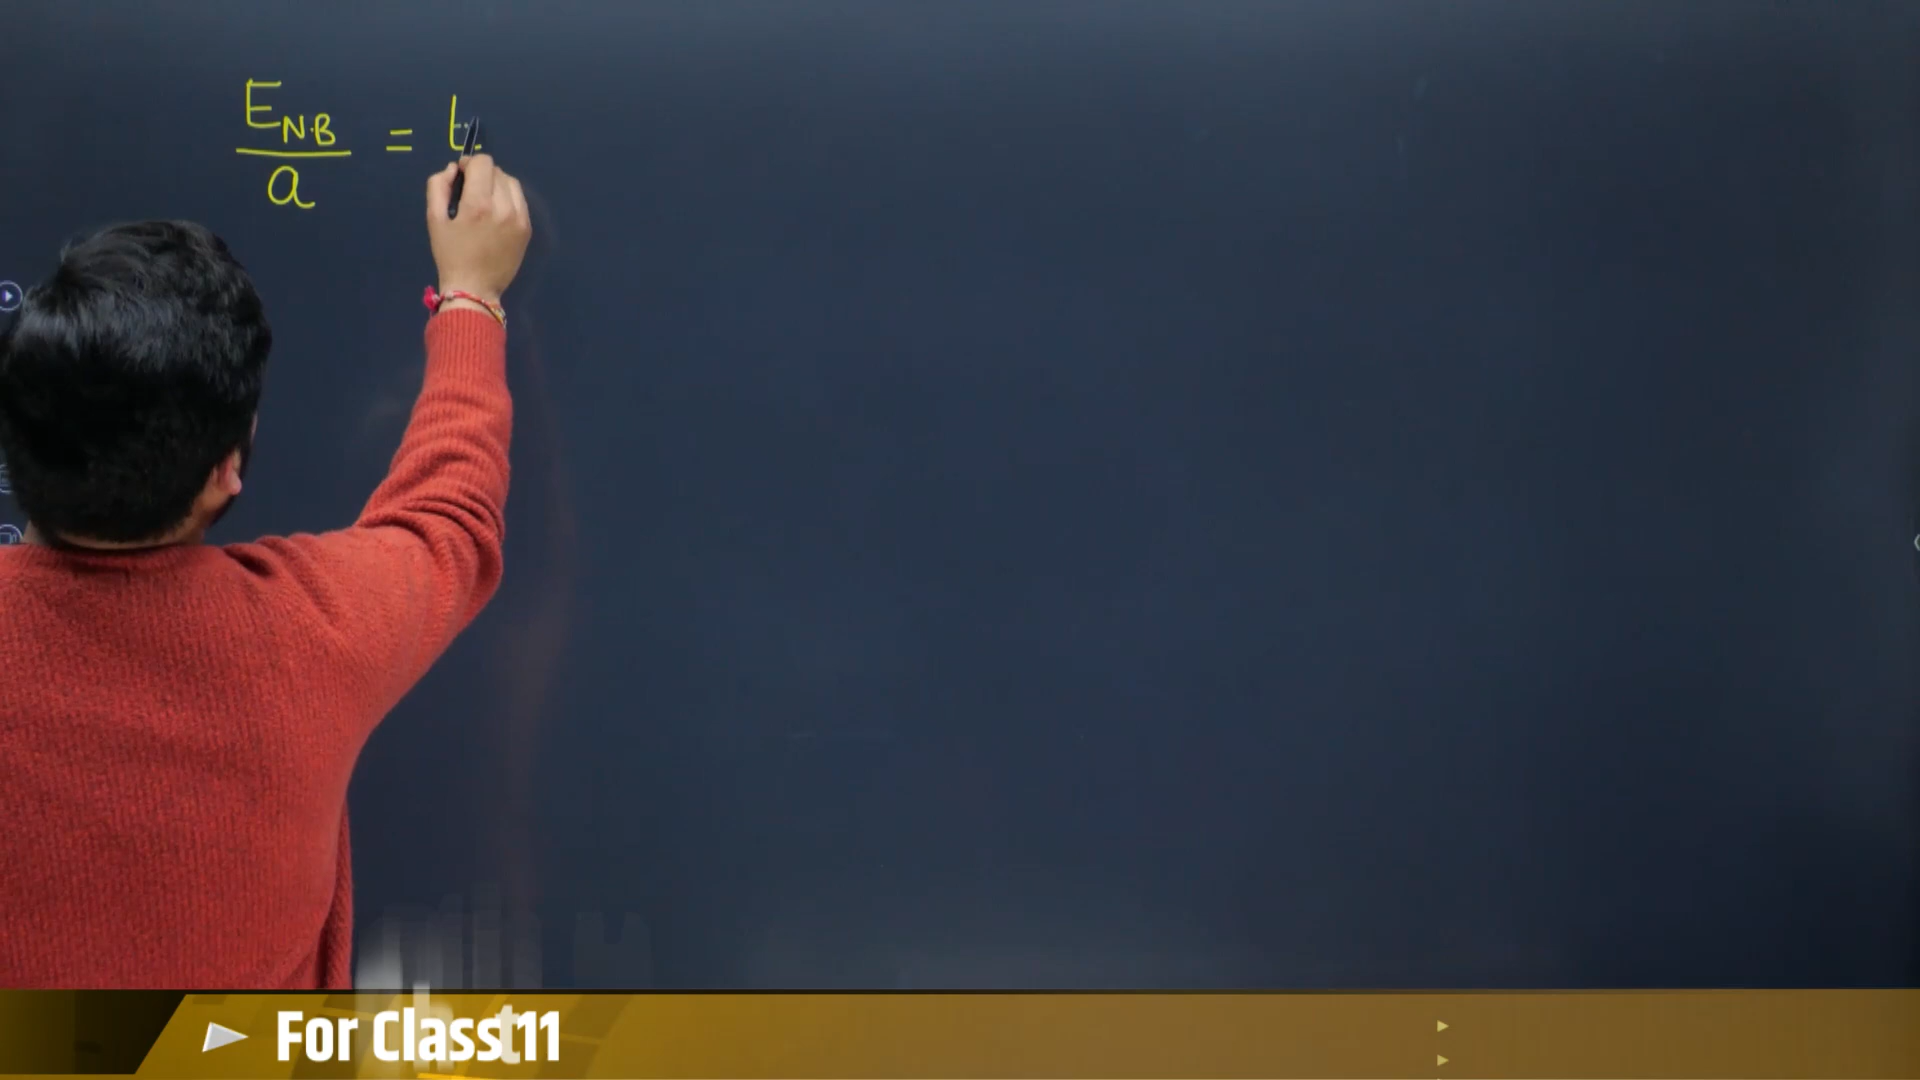 E_N.B / a = t
For Class 11